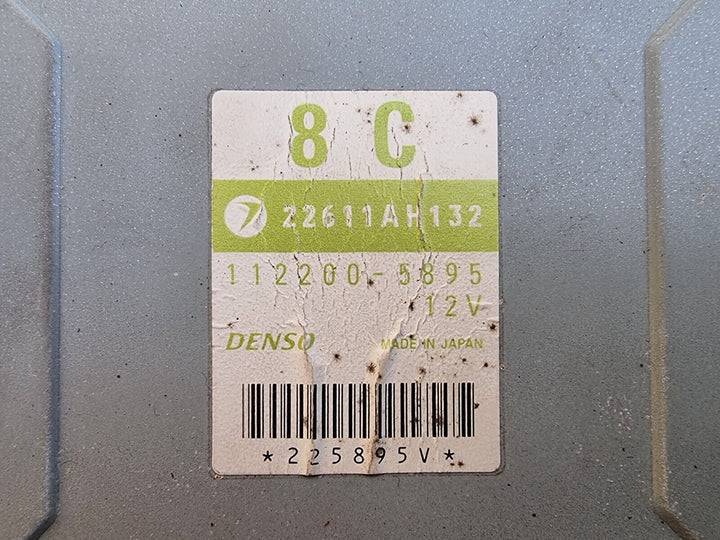 8 C
22611AH132
112200-5895
12V
DENSO MADE IN JAPAN
*225895V*